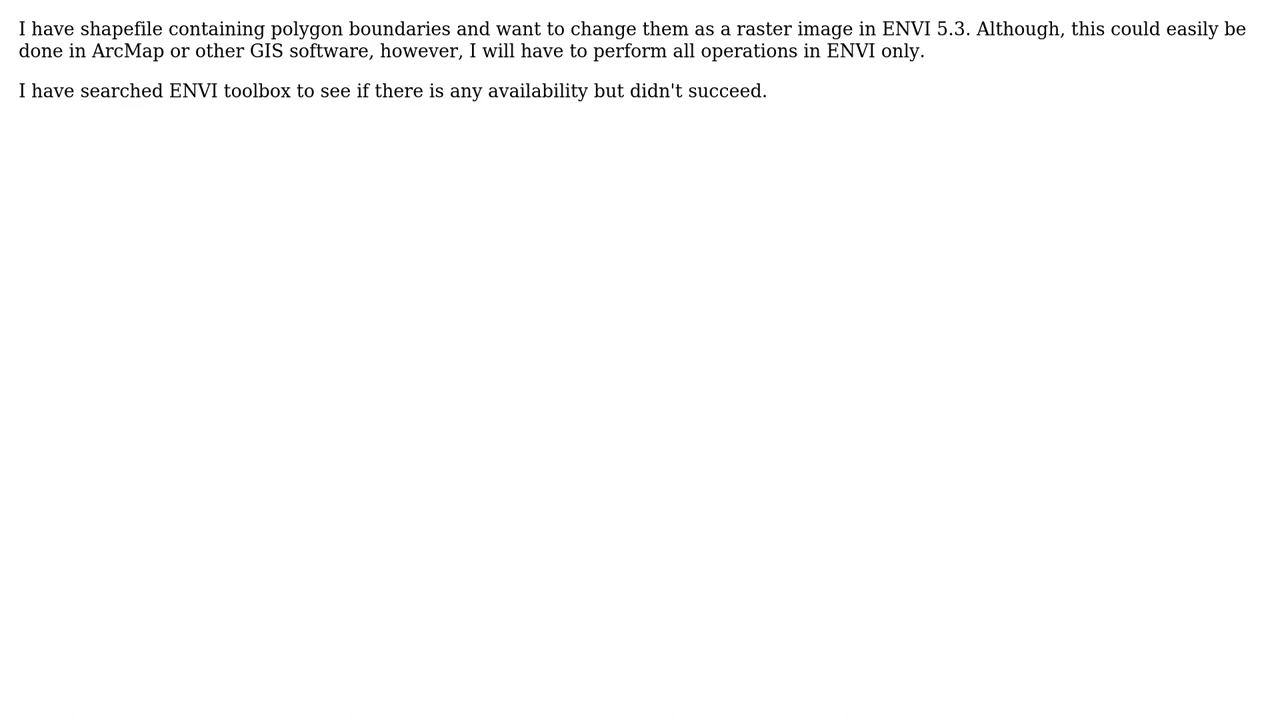 I have shapefile containing polygon boundaries and want to change them as a raster image in ENVI 5.3. Although, this could easily be
done in ArcMap or other GIS software, however, I will have to perform all operations in ENVI only.
I have searched ENVI toolbox to see if there is any availability but didn't succeed.